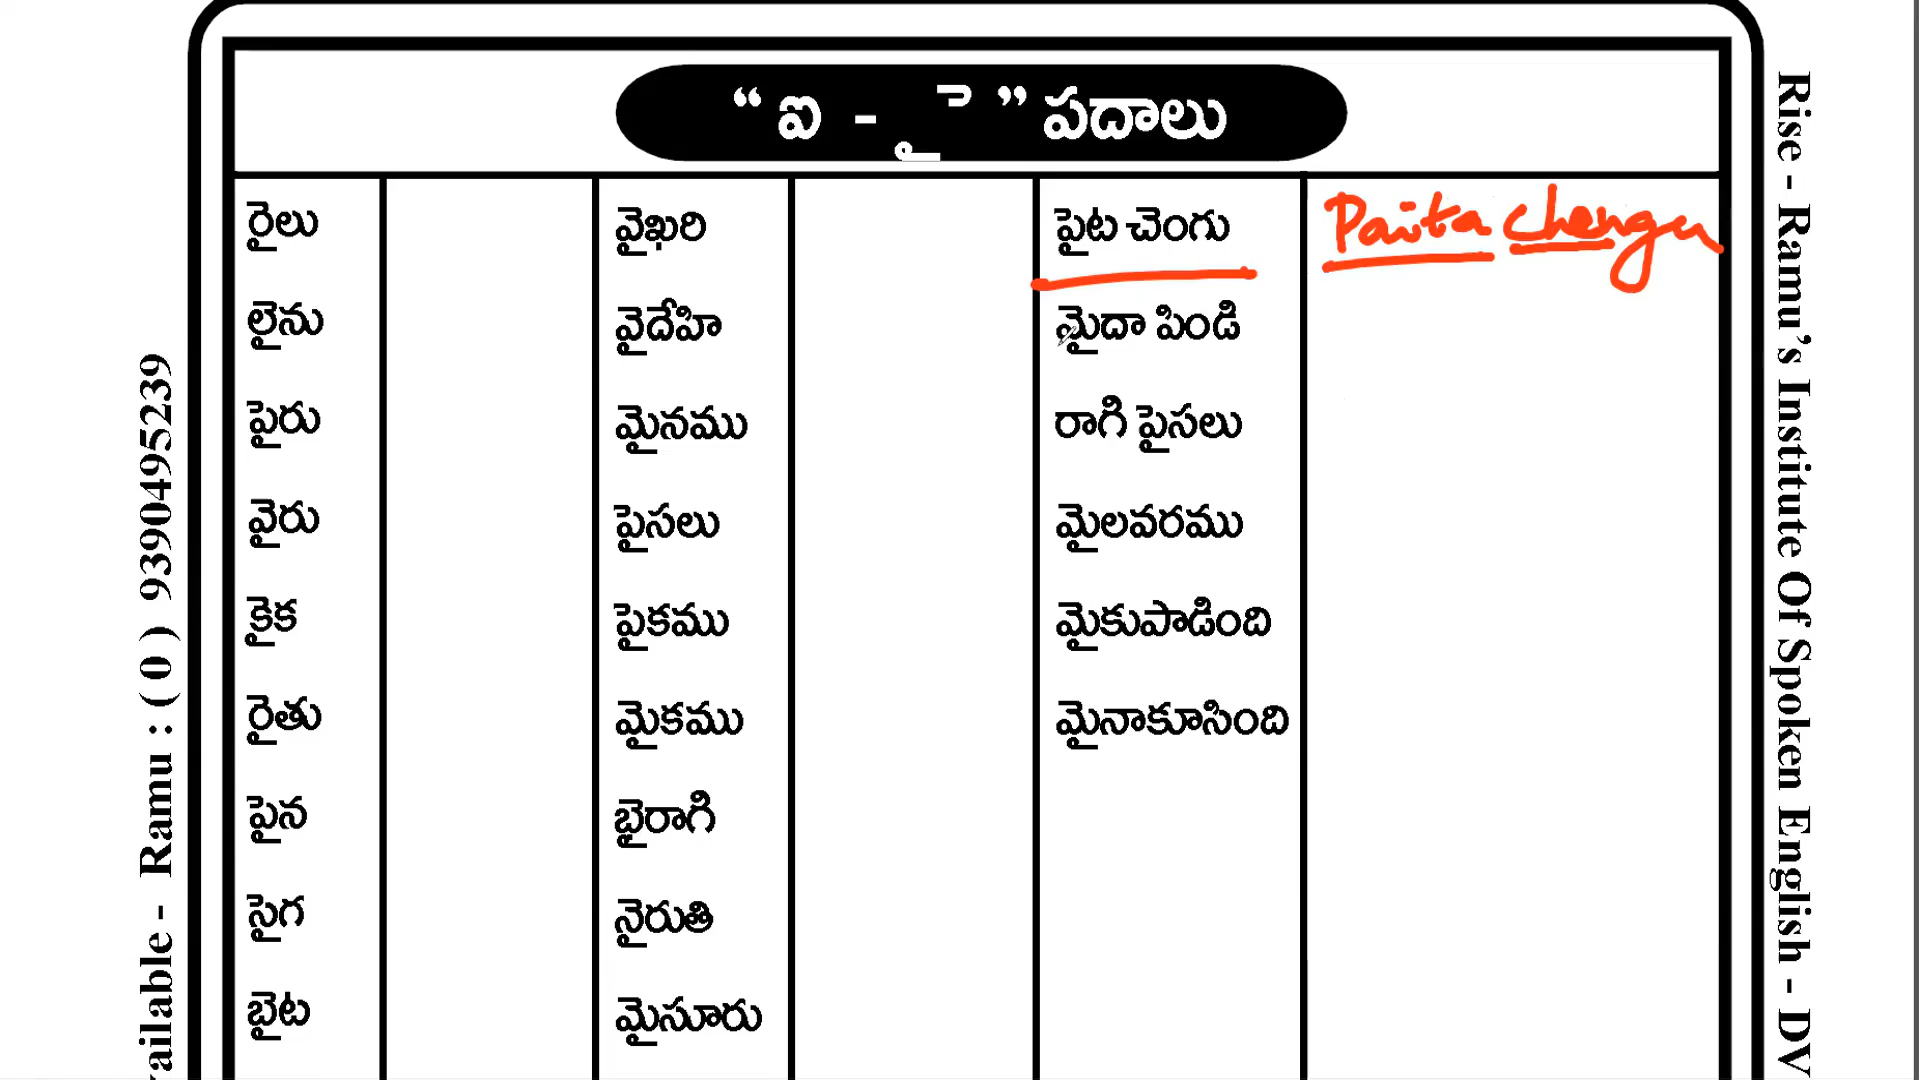 “ ఐ - ై ” పదాలు
రైలు వైఖరి పైట చెంగు Paita chengu
లైను వైదేహి మైదా పిండి
పైరు మైనము రాగి పైసలు
వైరు పైసలు మైలవరము
కైక పైకము మైకుపాడింది
రైతు మైకము మైనాకూసింది
పైన బైరాగి
సైగ నైరుతి
బైట మైసూరు
vailable - Ramu : ( 0 ) 9390495239
Rise - Ramu’s Institute Of Spoken English - DV